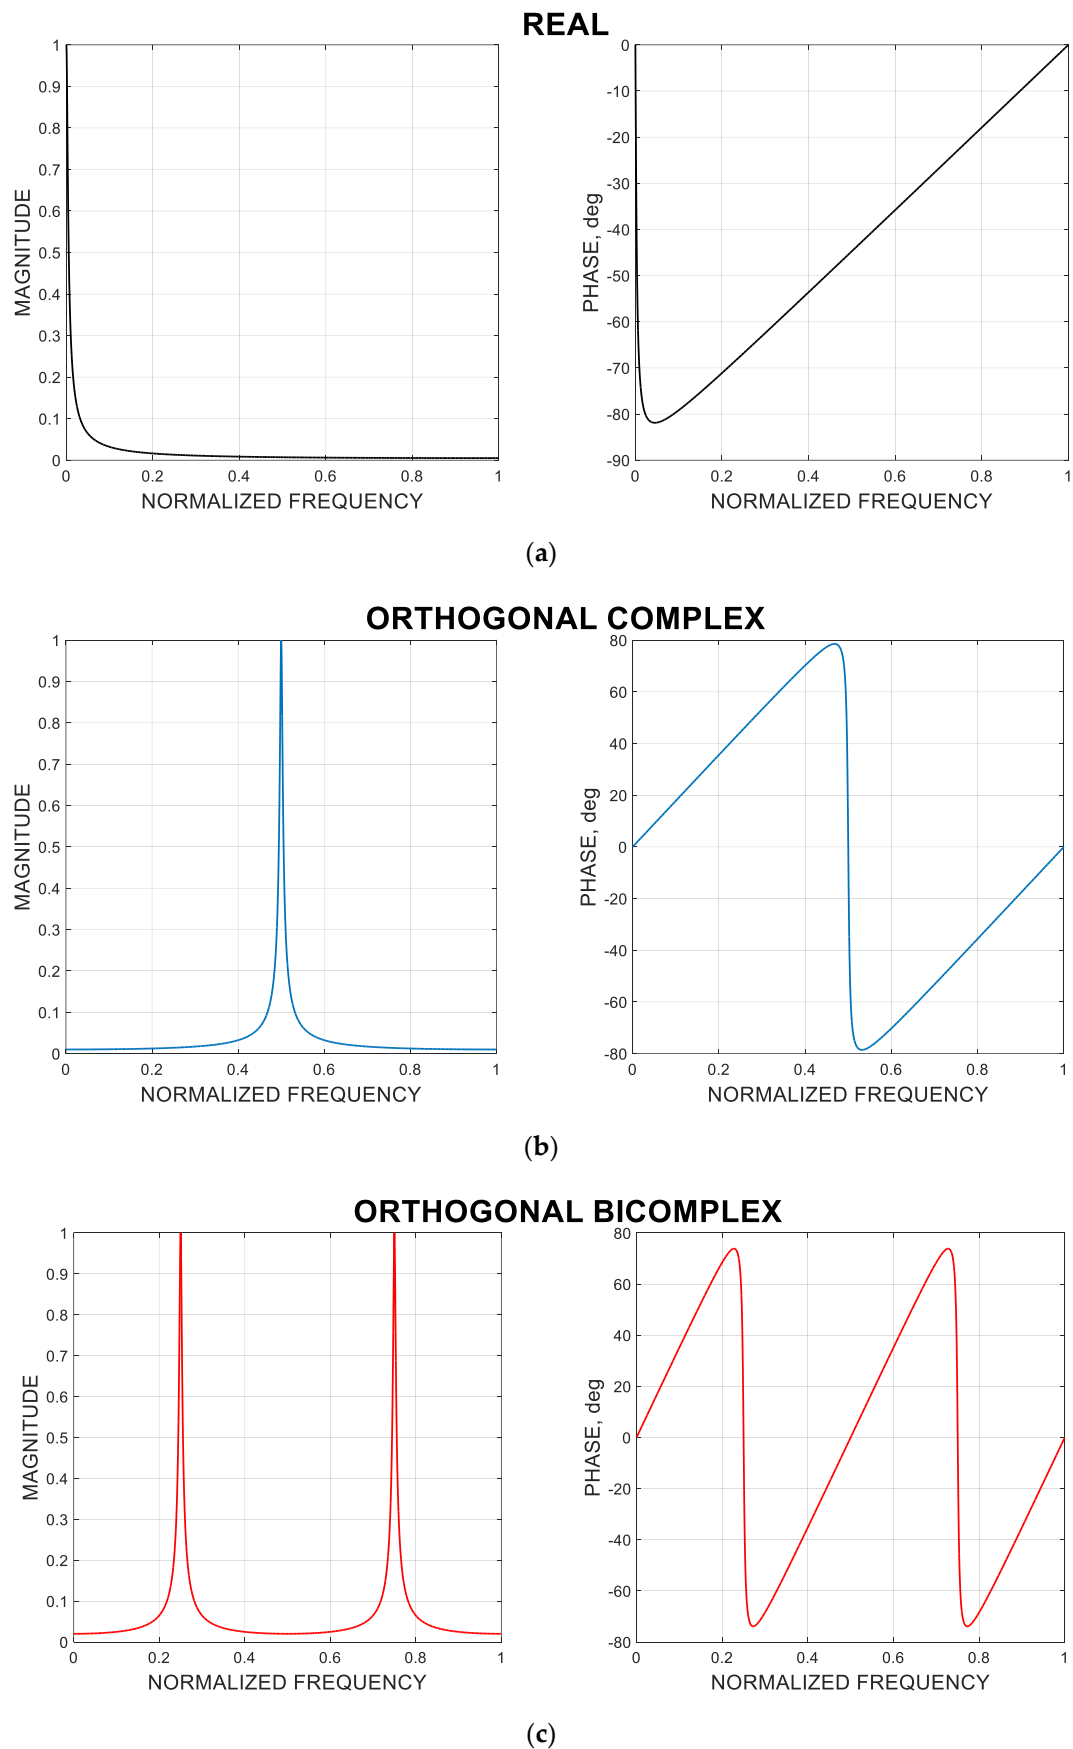 REAL
1
0.9
0.8
0.7
0.6
0.5
0.4
0.3
0.2
0.1
0
MAGNITUDE
0 0.2 0.4 0.6 0.8 1
NORMALIZED FREQUENCY
0
-10
-20
-30
-40
-50
-60
-70
-80
-90
PHASE, deg
0 0.2 0.4 0.6 0.8 1
NORMALIZED FREQUENCY
(a)
ORTHOGONAL COMPLEX
1
0.9
0.8
0.7
0.6
0.5
0.4
0.3
0.2
0.1
0
MAGNITUDE
0 0.2 0.4 0.6 0.8 1
NORMALIZED FREQUENCY
80
60
40
20
0
-20
-40
-60
-80
PHASE, deg
0 0.2 0.4 0.6 0.8 1
NORMALIZED FREQUENCY
(b)
ORTHOGONAL BICOMPLEX
1
0.9
0.8
0.7
0.6
0.5
0.4
0.3
0.2
0.1
0
MAGNITUDE
0 0.2 0.4 0.6 0.8 1
NORMALIZED FREQUENCY
80
60
40
20
0
-20
-40
-60
-80
PHASE, deg
0 0.2 0.4 0.6 0.8 1
NORMALIZED FREQUENCY
(c)